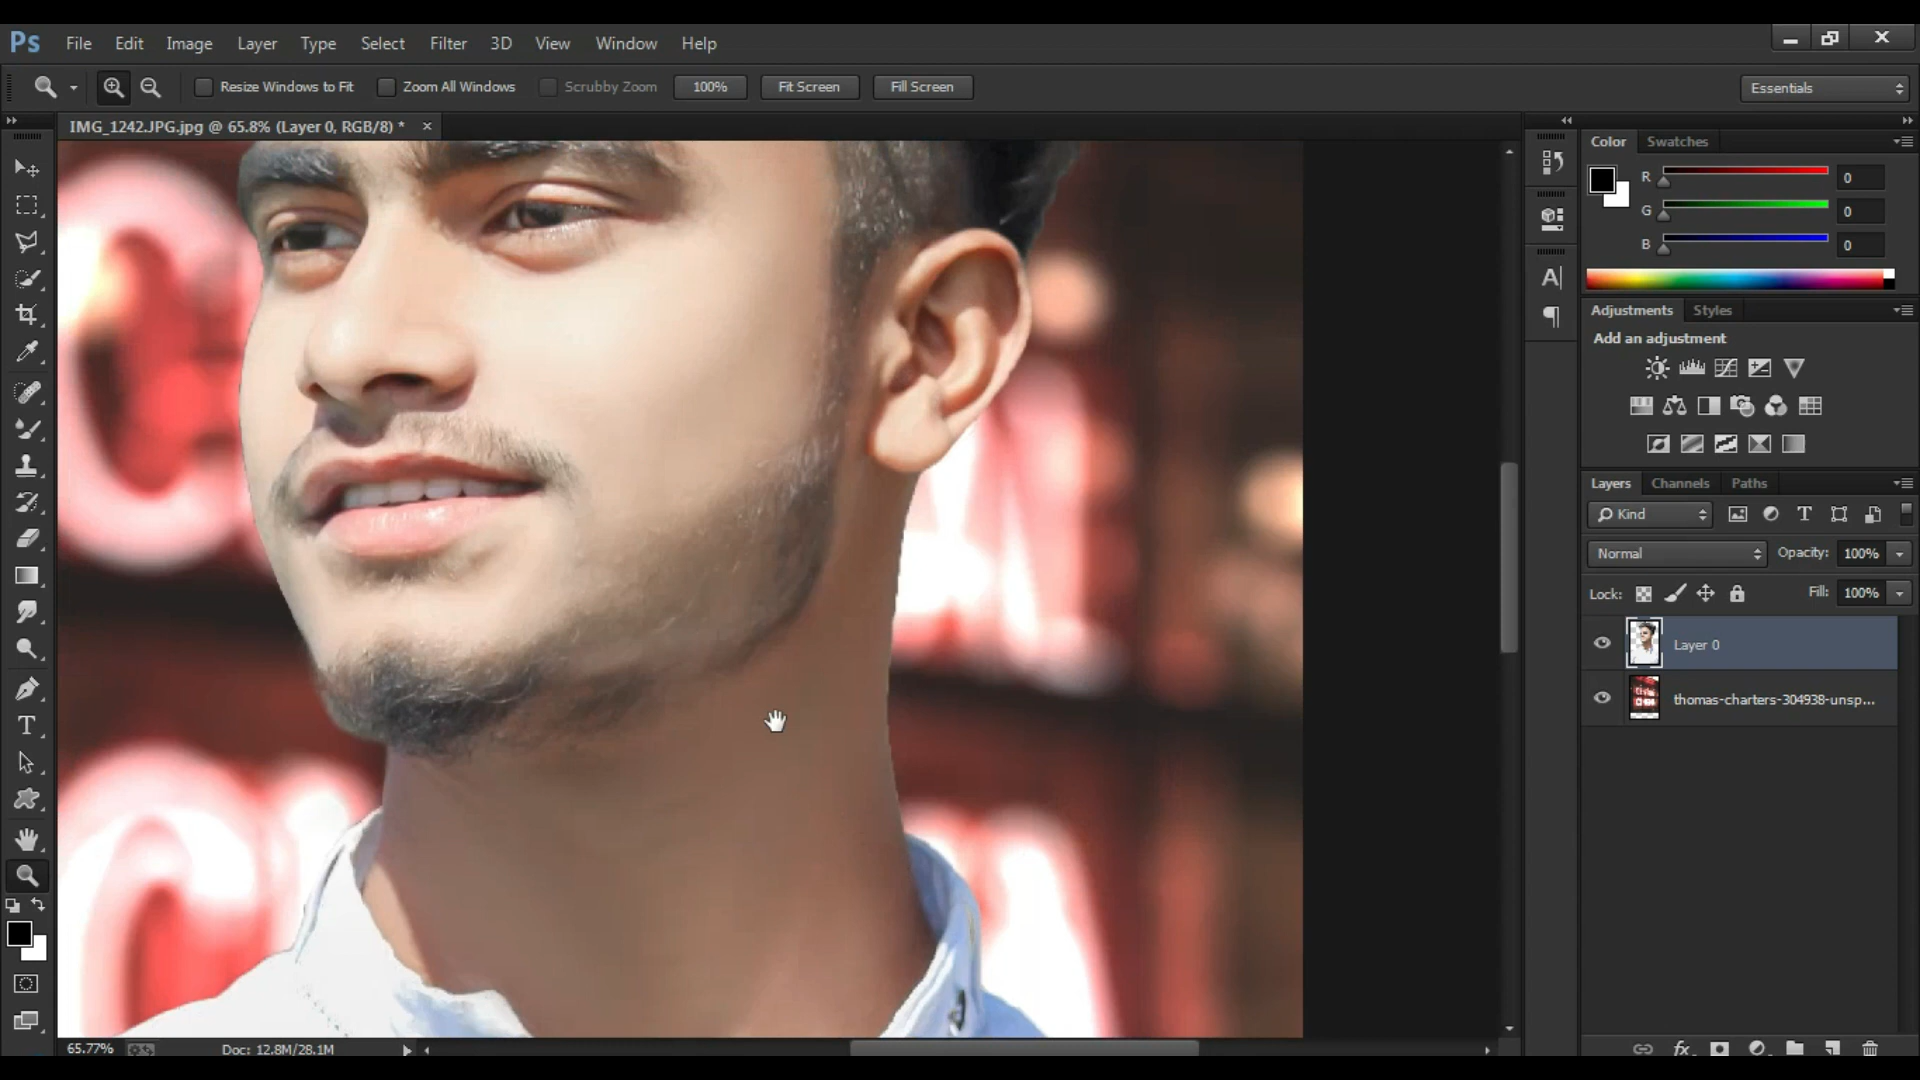 Ps File Edit Image Layer Type Select Filter 3D View Window Help
Resize Windows to Fit Zoom All Windows Scrubby Zoom 100% Fit Screen Fill Screen Essentials
IMG_1242.JPG.jpg @ 65.8% (Layer 0, RGB/8) * ×
Color Swatches
R 0
G 0
B 0
Adjustments Styles
Add an adjustment
Layers Channels Paths
Kind
Normal Opacity: 100%
Lock: Fill: 100%
Layer 0
thomas-charters-304938-unsp...
65.77% Doc: 12.8M/28.1M